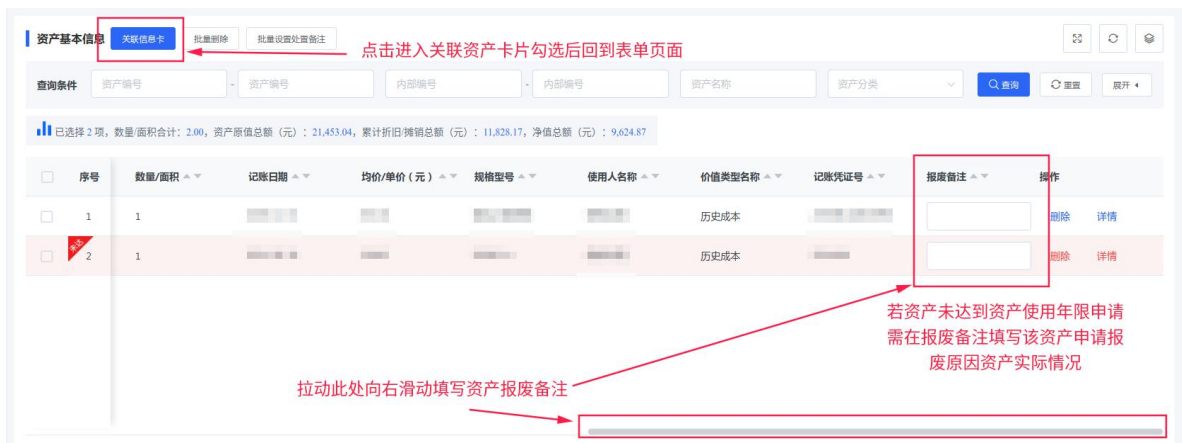 资产基本信息 关联信息卡 批量删除 批量设置处置备注
点击进入关联资产卡片勾选后回到表单页面
查询条件 资产编号 - 资产编号 内部编号 - 内部编号 资产名称 资产分类 查询 重置 展开
已选择 2 项，数量/面积合计：2.00，资产原值总额（元）：21,453.04，累计折旧/摊销总额（元）：11,828.17，净值总额（元）：9,624.87
序号 数量/面积 记账日期 均价/单价（元） 规格型号 使用人名称 价值类型名称 记账凭证号 报废备注 操作
1 1 历史成本 删除 详情
未达 2 1 历史成本 删除 详情
若资产未达到资产使用年限申请
需在报废备注填写该资产申请报
废原因资产实际情况
拉动此处向右滑动填写资产报废备注